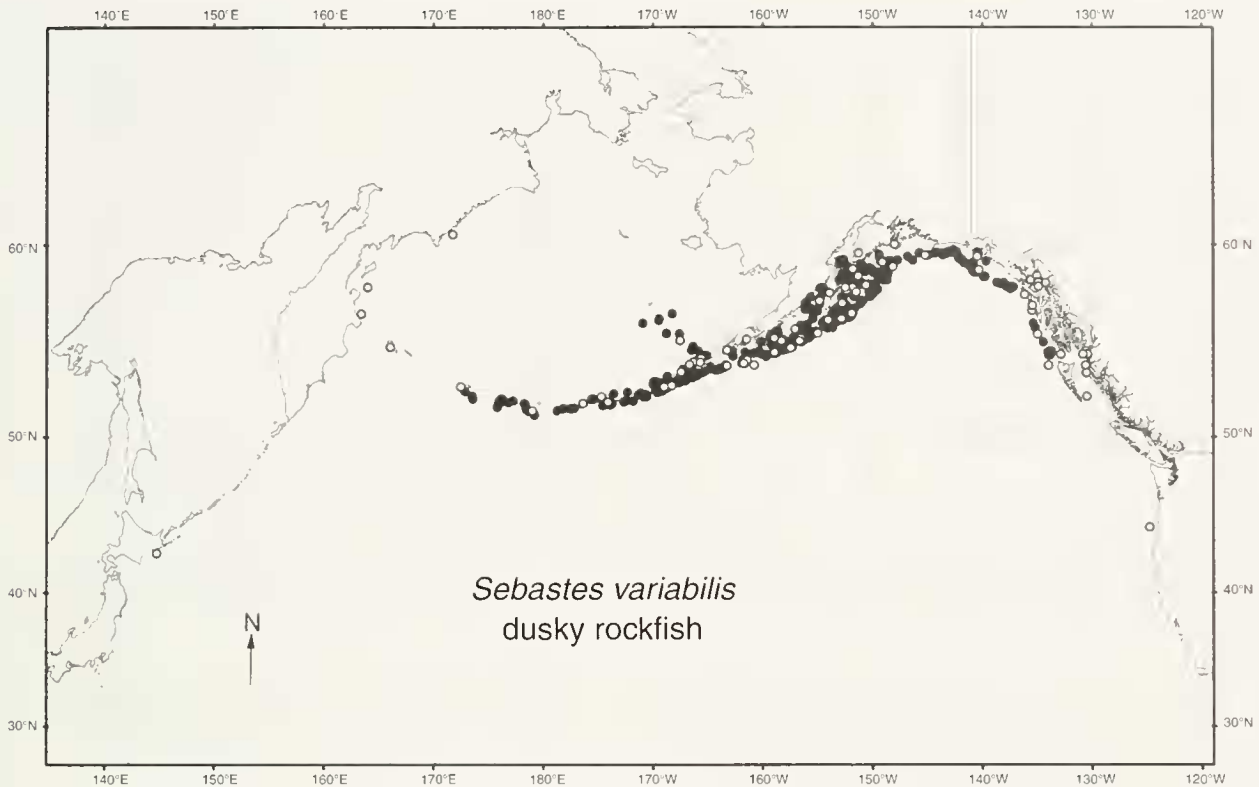 140°E 150°E 160°E 170°E 180°E 170°W 160°W 150°W 140°W 130°W 120°W
60°N 60°N
50°N 50°N
40°N 40°N
Sebastes variabilis
dusky rockfish
N
30°N 30°N
140°E 150°E 160°E 170°E 180°E 170°W 160°W 150°W 140°W 130°W 120°W